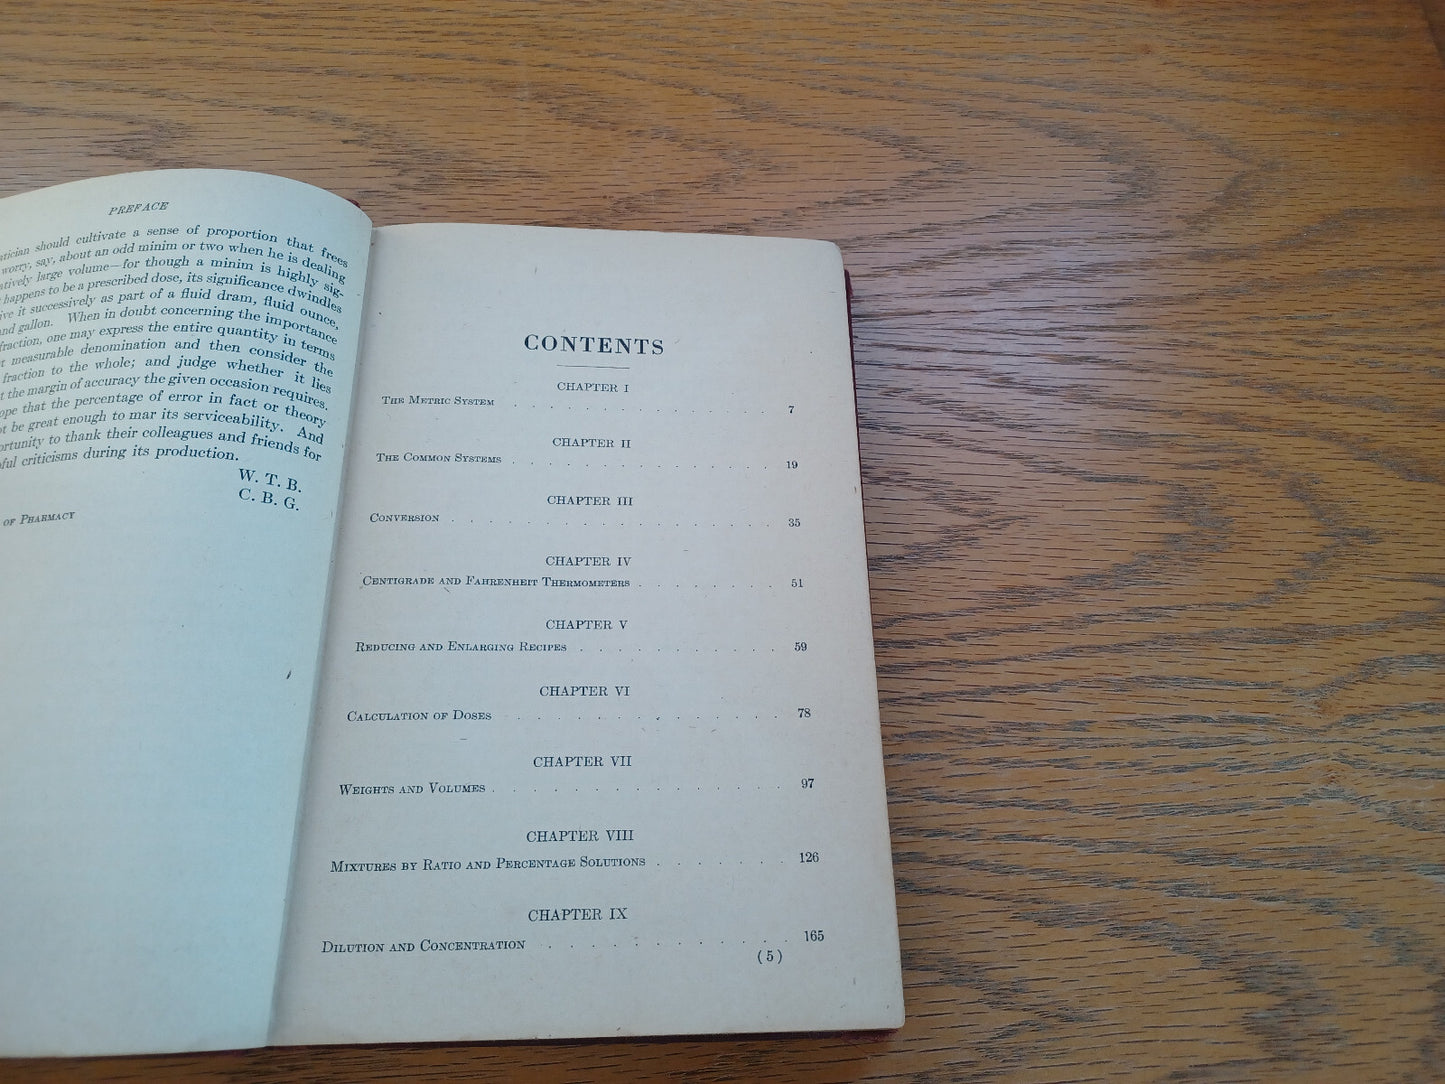 PREFACE
should cultivate a sense of proportion that frees
worry, say, about an odd minim or two when he is dealing
large volume—for though a minim is highly sig-
happens to be a prescribed dose, its significance dwindles
it successively as part of a fluid dram, fluid ounce,
gallon. When in doubt concerning the importance
fraction, one may express the entire quantity in terms
measurable denomination and then consider the
fraction to the whole; and judge whether it lies
the margin of accuracy the given occasion requires.
that the percentage of error in fact or theory
be great enough to mar its serviceability. And
to thank their colleagues and friends for
criticisms during its production.
W. T. B.
C. B. G.
OF PHARMACY
CONTENTS
CHAPTER I
THE METRIC SYSTEM . . . . . . . . . . . 7
CHAPTER II
THE COMMON SYSTEMS . . . . . . . . . . . 19
CHAPTER III
CONVERSION . . . . . . . . . . . . . 35
CHAPTER IV
CENTIGRADE AND FAHRENHEIT THERMOMETERS . . . . . . . 51
CHAPTER V
REDUCING AND ENLARGING RECIPES . . . . . . . . . 59
CHAPTER VI
CALCULATION OF DOSES . . . . . . . . . . . 78
CHAPTER VII
WEIGHTS AND VOLUMES . . . . . . . . . . . 97
CHAPTER VIII
MIXTURES BY RATIO AND PERCENTAGE SOLUTIONS . . . . . . . 126
CHAPTER IX
DILUTION AND CONCENTRATION . . . . . . . . . . 165
(5)